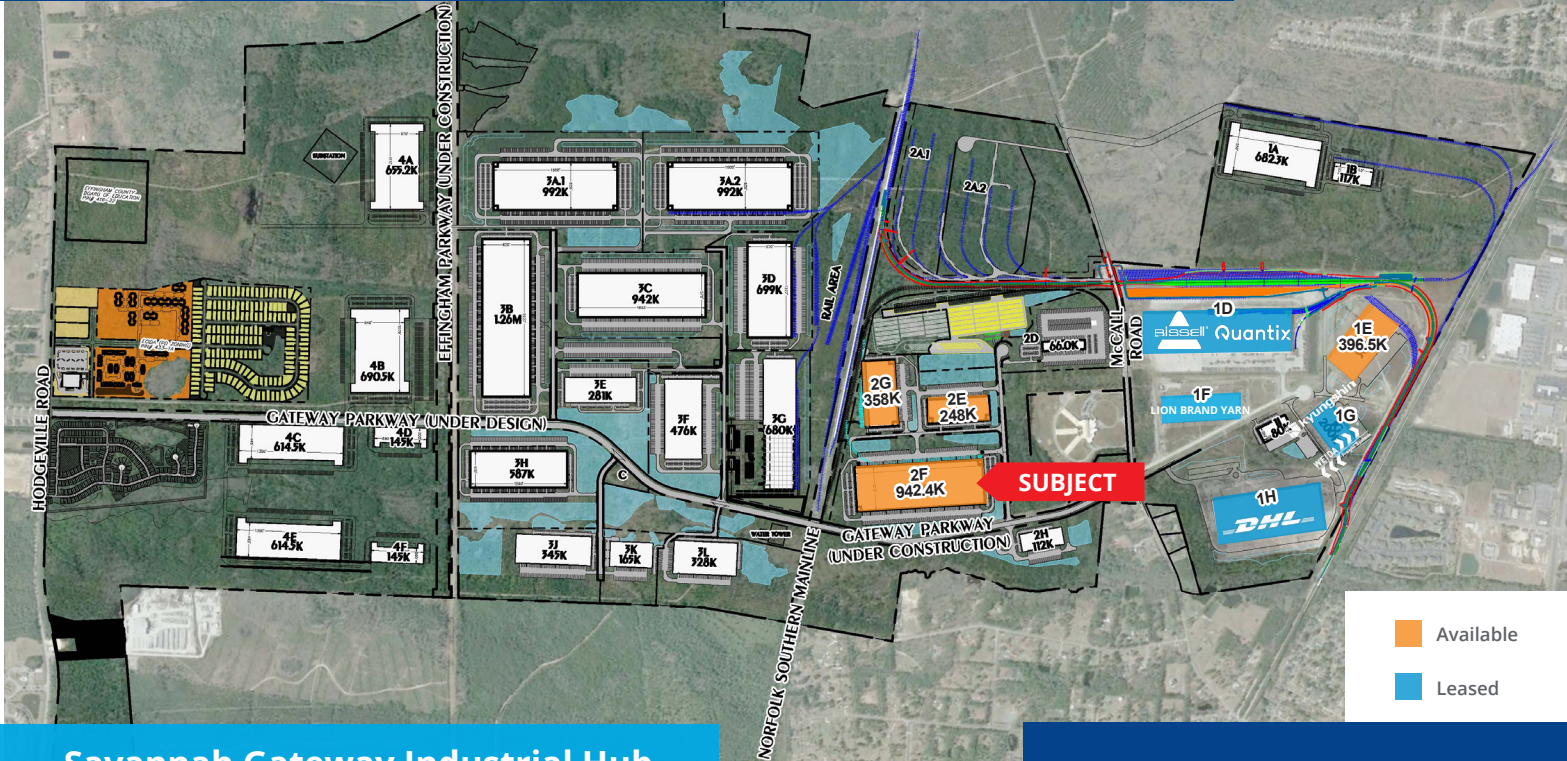 SUBSTATION
4A
655.2K
EFFINGHAM COUNTY
BOARD OF EDUCATION
EFFINGHAM PARKWAY (UNDER CONSTRUCTION)
3A.1
992K
3A.2
992K
3B
1.26M
3C
942K
3D
699K
RAIL AREA
2A.1
2A.2
1A
682.3K
1B
117K
1D
Bissell
Quantix
1E
396.5K
McCALL
ROAD
2D
66.0K
2G
358K
2E
248K
1F
LION BRAND YARN
kyungshin
1G
4B
690.5K
3E
281K
3F
476K
3G
680K
HODGEVILLE ROAD
GATEWAY PARKWAY (UNDER DESIGN)
4C
614.5K
4D
145K
3H
587K
C
2F
942.4K
SUBJECT
1H
DHL
4E
614.5K
4F
145K
3J
345K
3K
165K
3L
328K
WATER TOWER
NORFOLK SOUTHERN MAINLINE
GATEWAY PARKWAY
(UNDER CONSTRUCTION)
2H
112K
Available
Leased
Savannah Gateway Industrial Hub